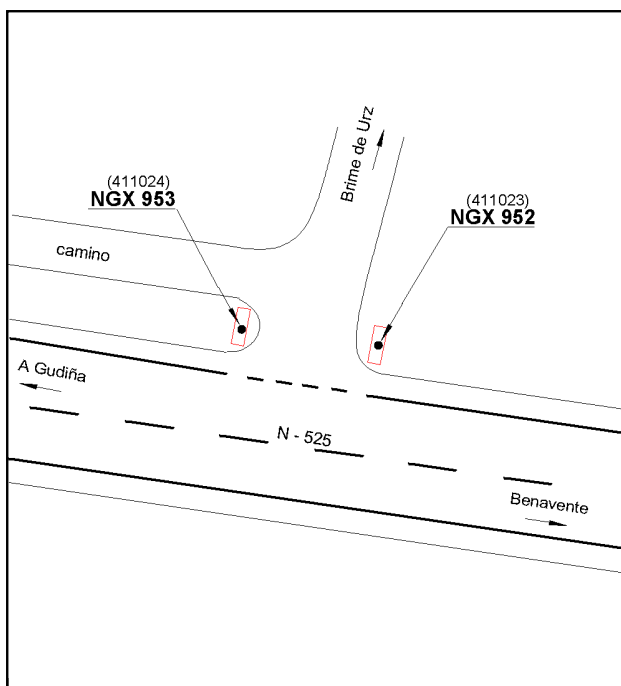 Brime de Urz
(411024)
NGX 953
(411023)
NGX 952
camino
A Gudiña
N - 525
Benavente